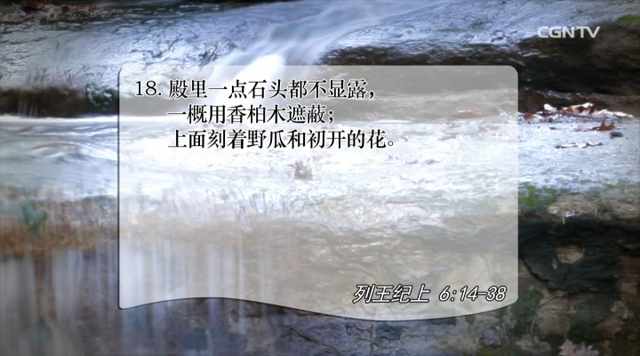 CGNTV
18. 殿里一点石头都不显露，
一概用香柏木遮蔽；
上面刻着野瓜和初开的花。
列王纪上 6:14-38